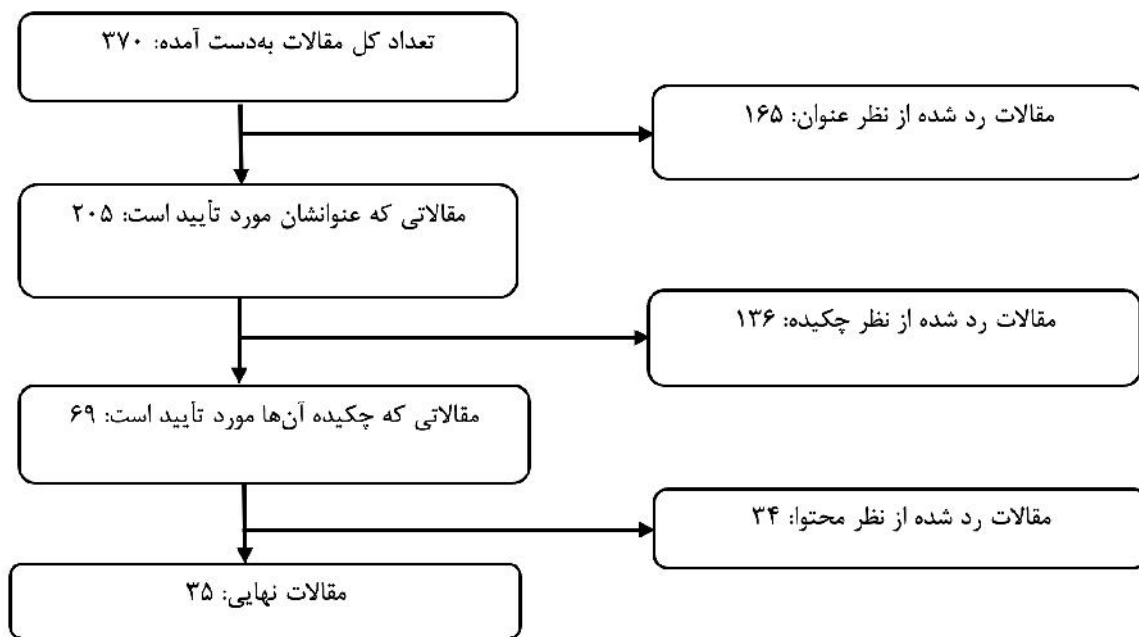 تعداد کل مقالات به‌دست آمده: ۳۷۰
مقالات رد شده از نظر عنوان: ۱۶۵
مقالاتی که عنوانشان مورد تأیید است: ۲۰۵
مقالات رد شده از نظر چکیده: ۱۳۶
مقالاتی که چکیده آن‌ها مورد تأیید است: ۶۹
مقالات رد شده از نظر محتوا: ۳۴
مقالات نهایی: ۳۵